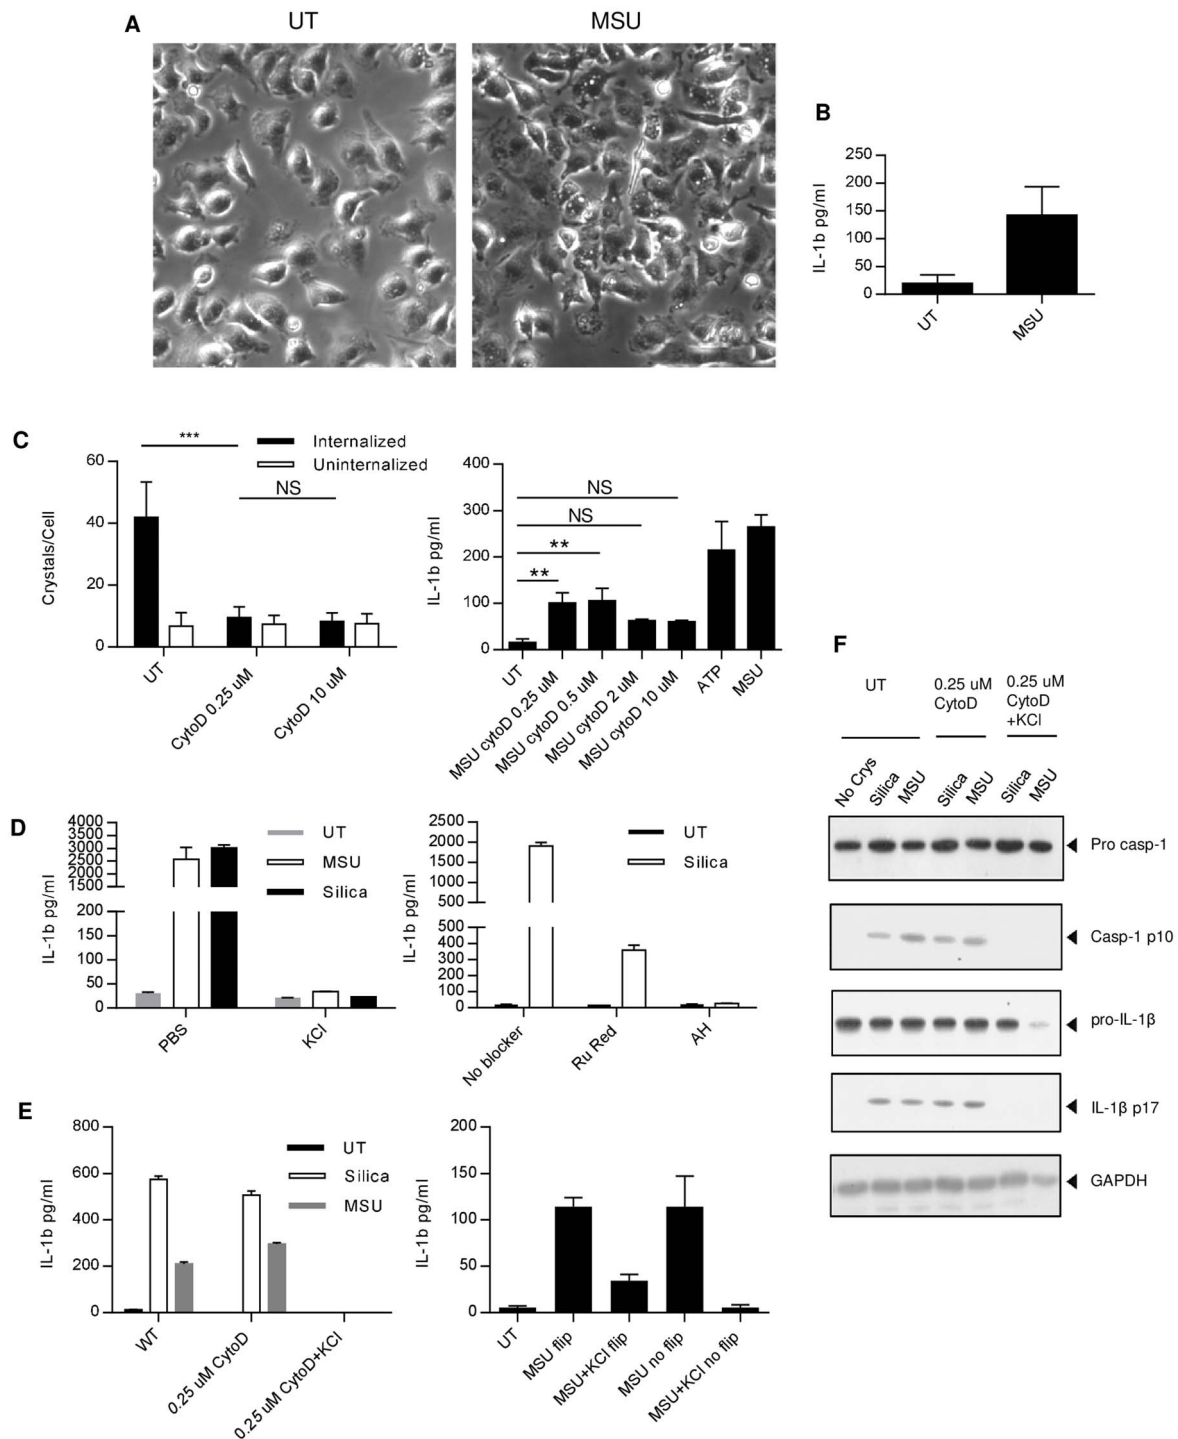 A
UT
MSU
B
250
200
150
100
50
0
IL-1b pg/ml
UT
MSU
C
***
Internalized
Uninternalized
NS
60
40
20
0
Crystals/Cell
UT
CytoD 0.25 uM
CytoD 10 uM
400
300
200
100
0
IL-1b pg/ml
NS
NS
**
**
UT
MSU cytoD 0.25 uM
MSU cytoD 0.5 uM
MSU cytoD 2 uM
MSU cytoD 10 uM
ATP
MSU
D
4000
3500
3000
2500
2000
1500
200
150
100
50
0
IL-1b pg/ml
UT
MSU
Silica
PBS
KCl
2500
2000
1500
1000
500
500
400
300
200
100
0
IL-1b pg/ml
UT
Silica
No blocker
Ru Red
AH
E
800
600
400
200
0
IL-1b pg/ml
UT
Silica
MSU
WT
0.25 uM CytoD
0.25 uM CytoD+KCl
200
150
100
50
0
IL-1b pg/ml
UT
MSU flip
MSU+KCl flip
MSU no flip
MSU+KCl no flip
F
UT
0.25 uM
CytoD
0.25 uM
CytoD
+KCl
No Crys
Silica
MSU
Silica
MSU
Silica
MSU
Pro casp-1
Casp-1 p10
pro-IL-1β
IL-1β p17
GAPDH